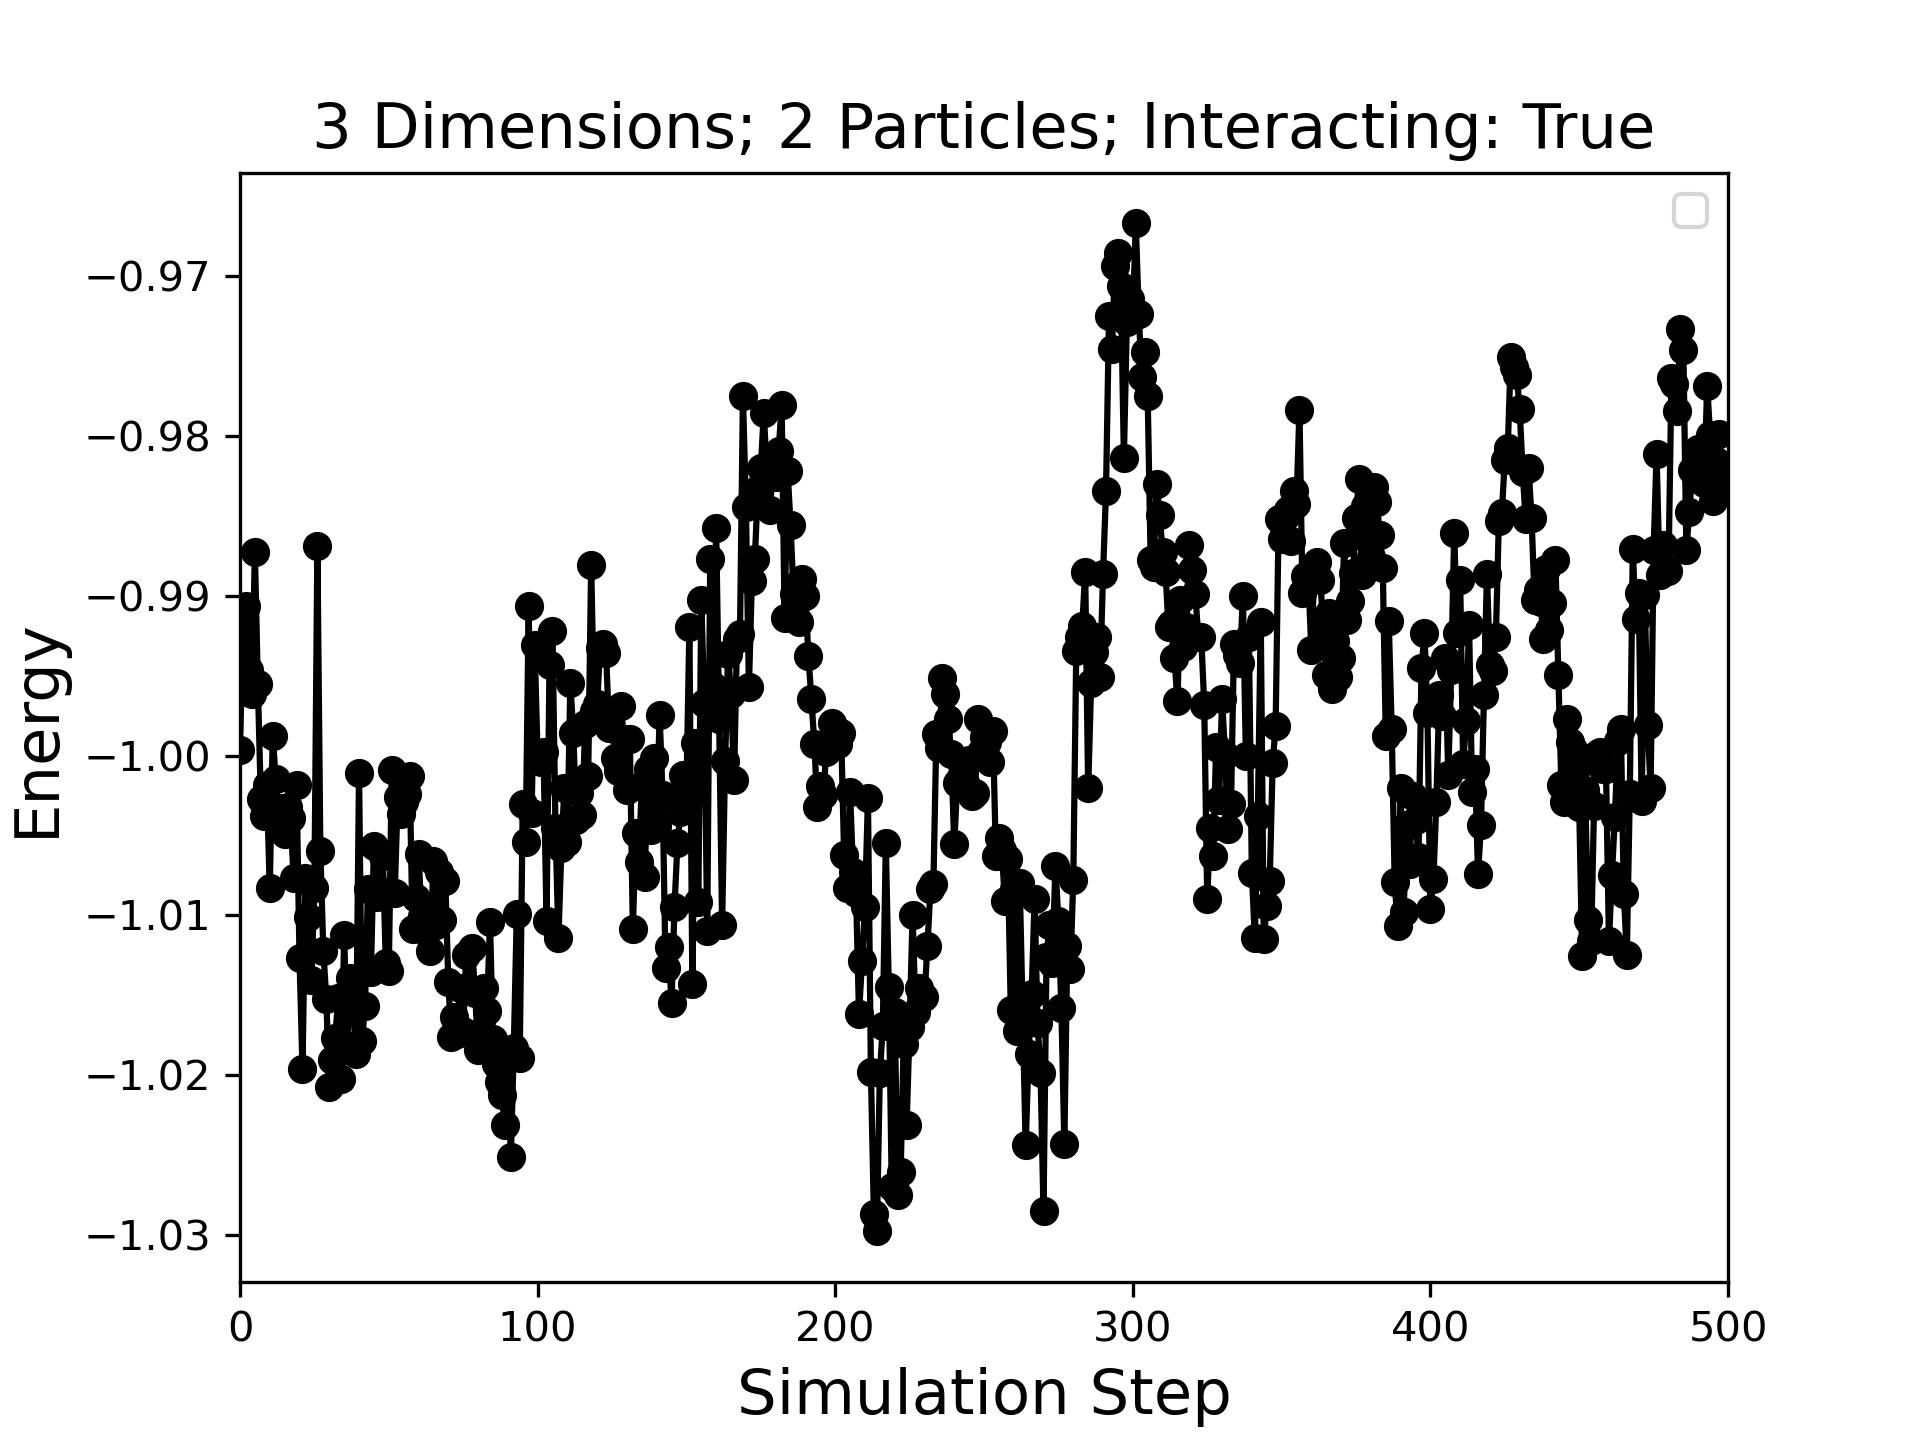 3 Dimensions; 2 Particles; Interacting: True
Energy
−0.97
−0.98
−0.99
−1.00
−1.01
−1.02
−1.03
0 100 200 300 400 500
Simulation Step